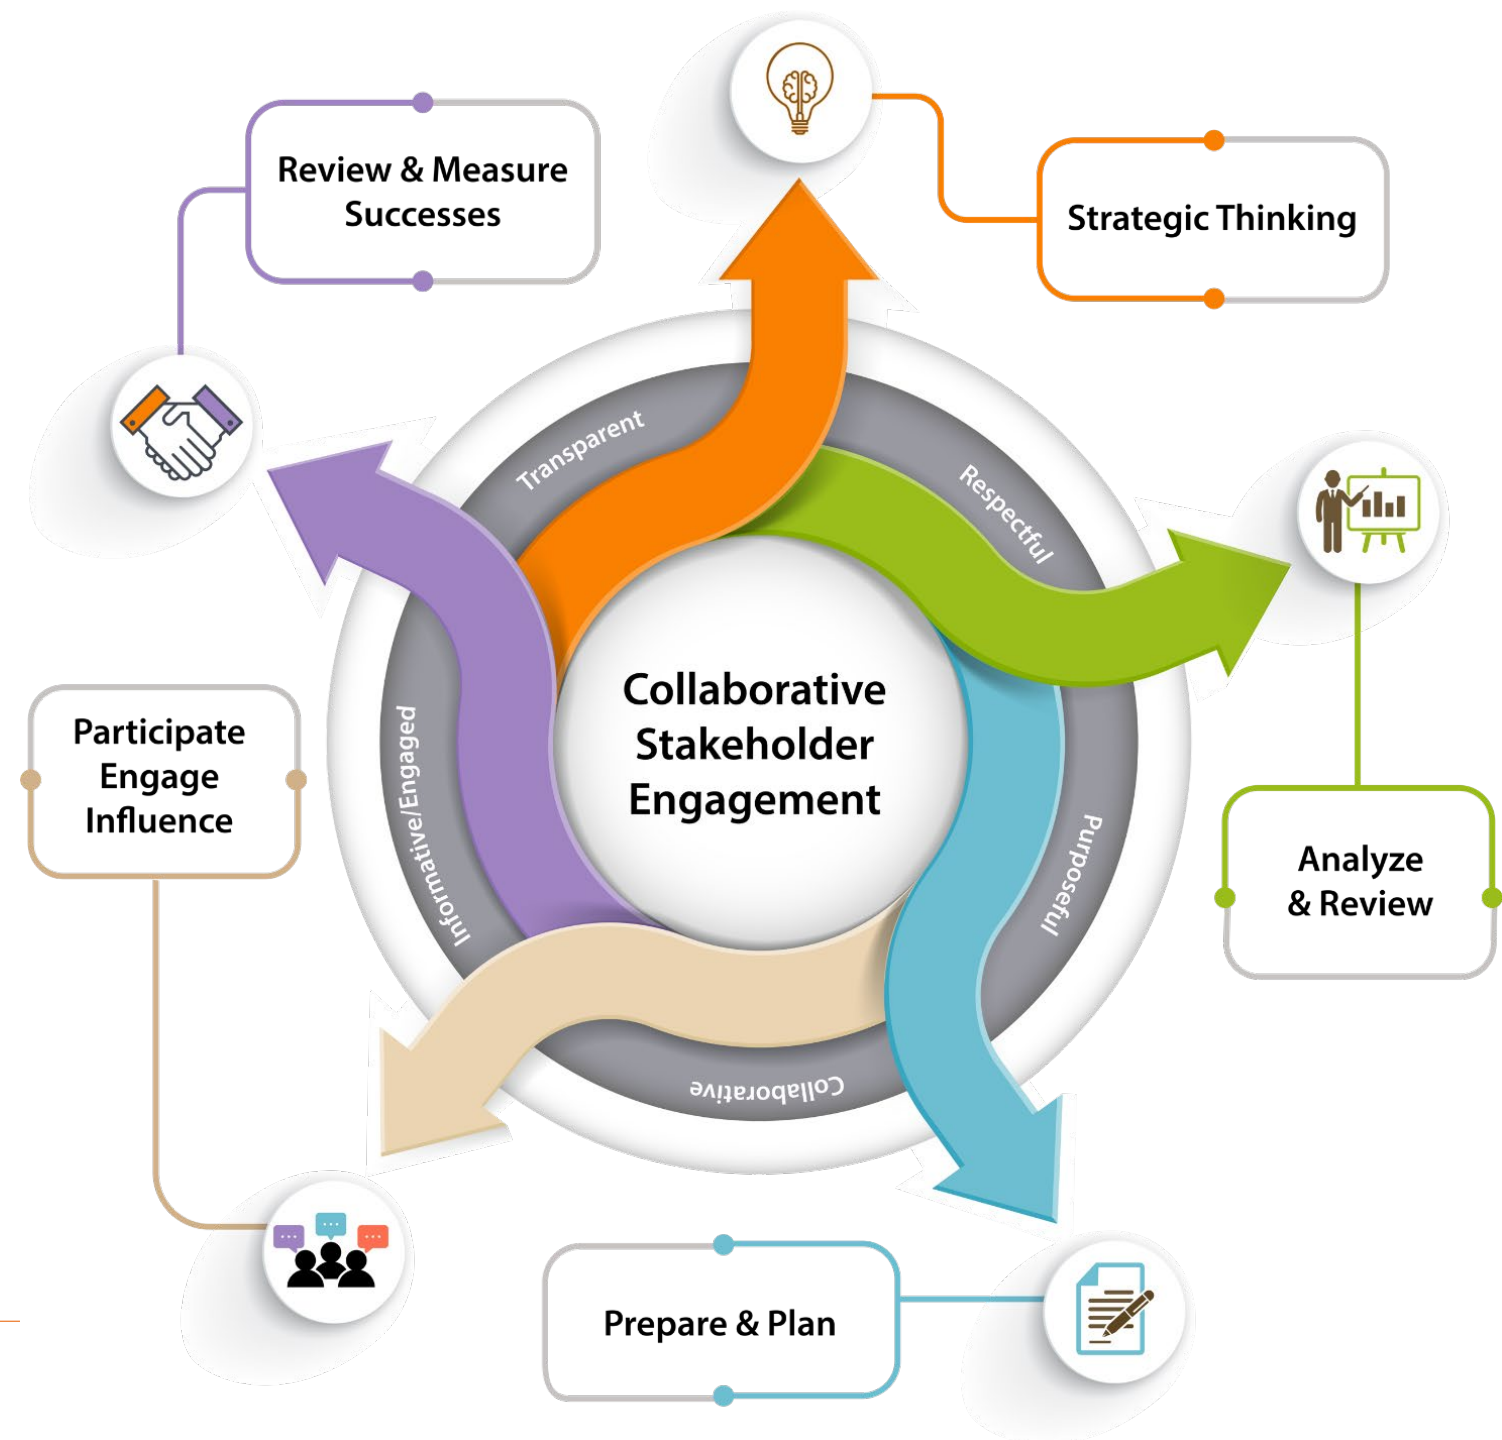 Review & Measure
Successes
Strategic Thinking
Transparent
Respectful
Collaborative
Stakeholder
Engagement
Participate
Engage
Influence
Informative/Engaged
Purposeful
Analyze
& Review
Collaborative
Prepare & Plan